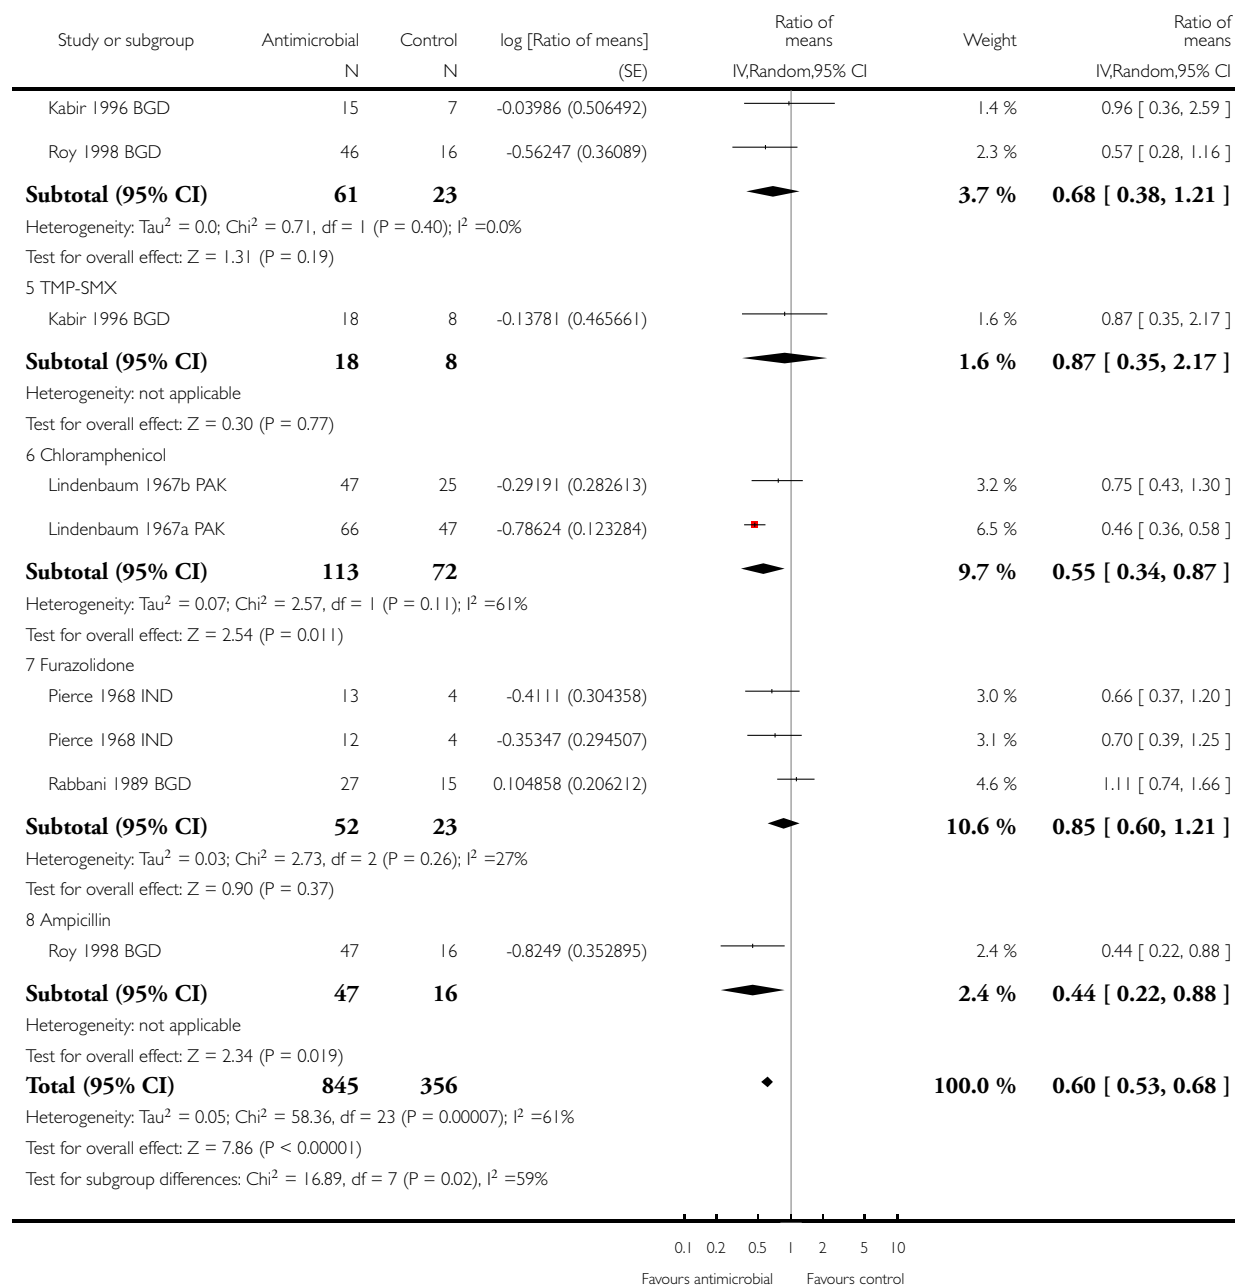 Study or subgroup Antimicrobial Control log [Ratio of means] Ratio of means Weight Ratio of means
N N (SE) IV,Random,95% CI IV,Random,95% CI
Kabir 1996 BGD 15 7 -0.03986 (0.506492) 1.4 % 0.96 [ 0.36, 2.59 ]
Roy 1998 BGD 46 16 -0.56247 (0.36089) 2.3 % 0.57 [ 0.28, 1.16 ]
Subtotal (95% CI) 61 23 3.7 % 0.68 [ 0.38, 1.21 ]
Heterogeneity: Tau² = 0.0; Chi² = 0.71, df = 1 (P = 0.40); I² =0.0%
Test for overall effect: Z = 1.31 (P = 0.19)
5 TMP-SMX
Kabir 1996 BGD 18 8 -0.13781 (0.465661) 1.6 % 0.87 [ 0.35, 2.17 ]
Subtotal (95% CI) 18 8 1.6 % 0.87 [ 0.35, 2.17 ]
Heterogeneity: not applicable
Test for overall effect: Z = 0.30 (P = 0.77)
6 Chloramphenicol
Lindenbaum 1967b PAK 47 25 -0.29191 (0.282613) 3.2 % 0.75 [ 0.43, 1.30 ]
Lindenbaum 1967a PAK 66 47 -0.78624 (0.123284) 6.5 % 0.46 [ 0.36, 0.58 ]
Subtotal (95% CI) 113 72 9.7 % 0.55 [ 0.34, 0.87 ]
Heterogeneity: Tau² = 0.07; Chi² = 2.57, df = 1 (P = 0.11); I² =61%
Test for overall effect: Z = 2.54 (P = 0.011)
7 Furazolidone
Pierce 1968 IND 13 4 -0.4111 (0.304358) 3.0 % 0.66 [ 0.37, 1.20 ]
Pierce 1968 IND 12 4 -0.35347 (0.294507) 3.1 % 0.70 [ 0.39, 1.25 ]
Rabbani 1989 BGD 27 15 0.104858 (0.206212) 4.6 % 1.11 [ 0.74, 1.66 ]
Subtotal (95% CI) 52 23 10.6 % 0.85 [ 0.60, 1.21 ]
Heterogeneity: Tau² = 0.03; Chi² = 2.73, df = 2 (P = 0.26); I² =27%
Test for overall effect: Z = 0.90 (P = 0.37)
8 Ampicillin
Roy 1998 BGD 47 16 -0.8249 (0.352895) 2.4 % 0.44 [ 0.22, 0.88 ]
Subtotal (95% CI) 47 16 2.4 % 0.44 [ 0.22, 0.88 ]
Heterogeneity: not applicable
Test for overall effect: Z = 2.34 (P = 0.019)
Total (95% CI) 845 356 100.0 % 0.60 [ 0.53, 0.68 ]
Heterogeneity: Tau² = 0.05; Chi² = 58.36, df = 23 (P = 0.00007); I² =61%
Test for overall effect: Z = 7.86 (P < 0.00001)
Test for subgroup differences: Chi² = 16.89, df = 7 (P = 0.02), I² =59%
0.1 0.2 0.5 1 2 5 10
Favours antimicrobial Favours control